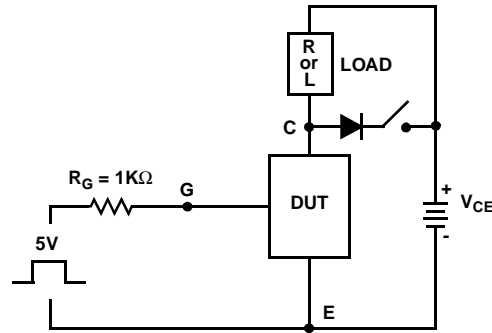 R
or
L
LOAD
C
R_G = 1KΩ
G
DUT
+
V_CE
-
5V
E